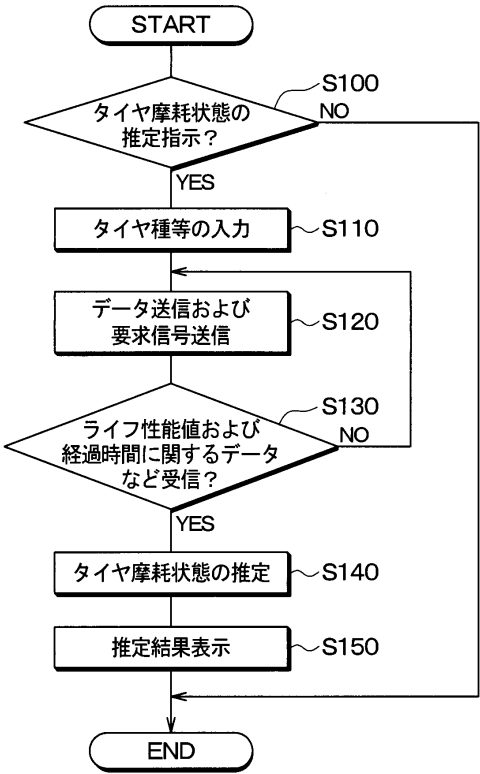 START
S100
タイヤ摩耗状態の
推定指示？
NO
YES
タイヤ種等の入力
S110
データ送信および
要求信号送信
S120
S130
ライフ性能値および
経過時間に関するデータ
など受信？
NO
YES
タイヤ摩耗状態の推定
S140
推定結果表示
S150
END